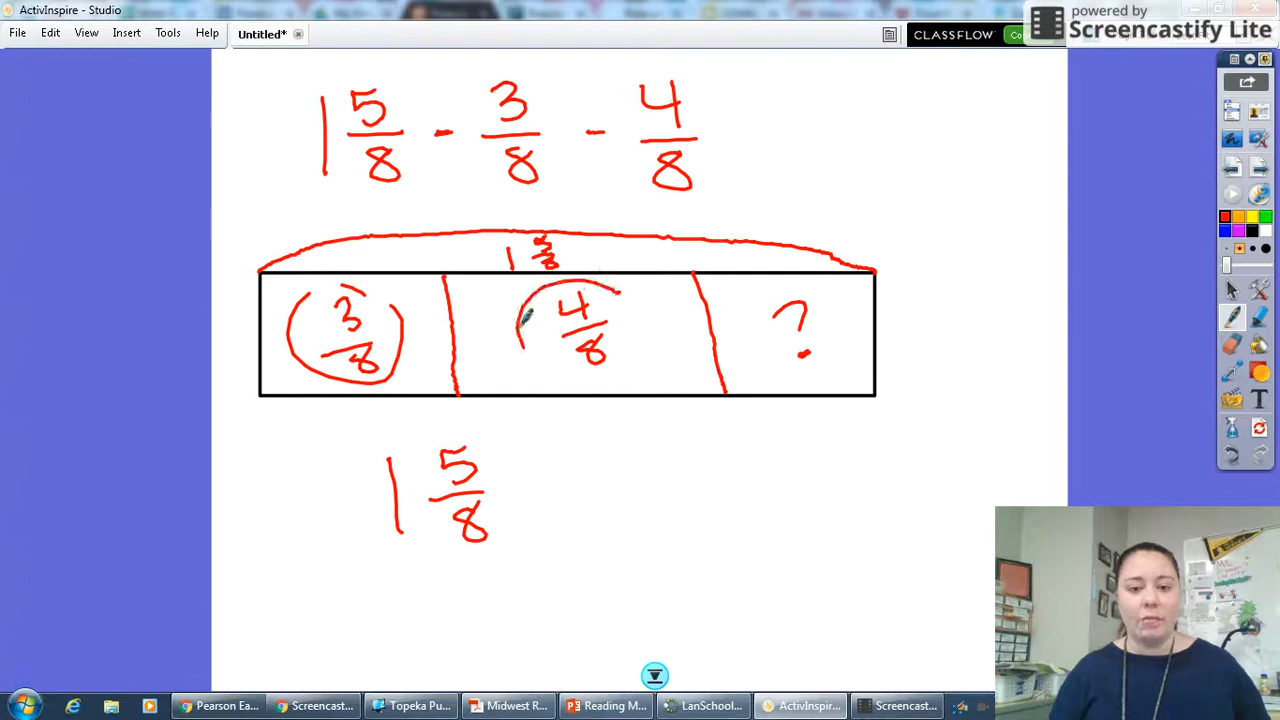 ActivInspire - Studio
powered by
Screencastify Lite
File Edit View Insert Tools Help
Untitled*
CLASSFLOW
1 5/8 - 3/8 - 4/8
1 5/8
3/8 4/8 ?
1 5/8
T
Pearson Ea... Screencast... Topeka Pu... Midwest R... Reading M... LanSchool... ActivInspire... Screencast...